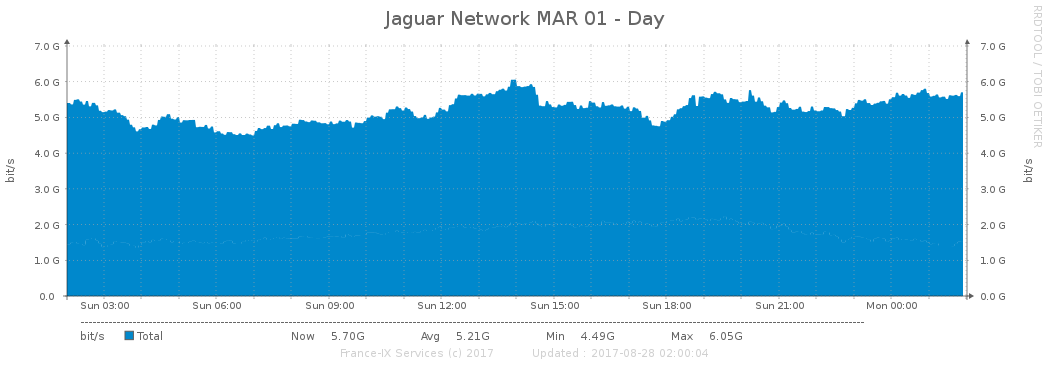 Jaguar Network MAR 01 - Day
RRDTOOL / TOBI OETIKER
7.0 G 7.0 G
6.0 G 6.0 G
5.0 G 5.0 G
4.0 G 4.0 G
3.0 G 3.0 G
2.0 G 2.0 G
1.0 G 1.0 G
0.0 0.0 G
bit/s
bit/s
Sun 03:00 Sun 06:00 Sun 09:00 Sun 12:00 Sun 15:00 Sun 18:00 Sun 21:00 Mon 00:00
bit/s Total Now 5.70G Avg 5.21G Min 4.49G Max 6.05G
France-IX Services (c) 2017 Updated : 2017-08-28 02:00:04